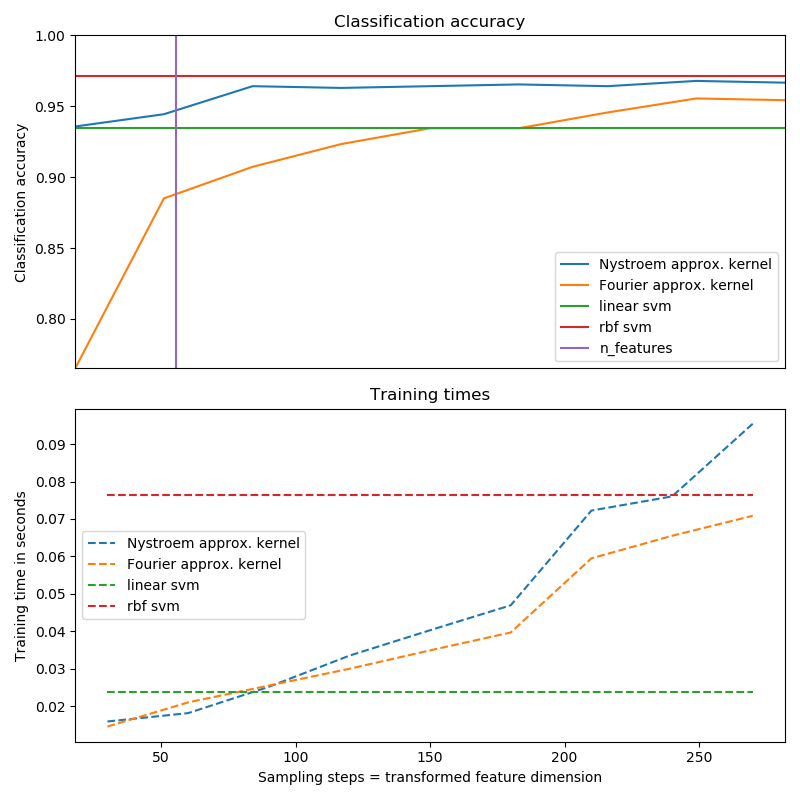 Classification accuracy
1.00
0.95
0.90
0.85
0.80
Classification accuracy
Nystroem approx. kernel
Fourier approx. kernel
linear svm
rbf svm
n_features
Training times
0.09
0.08
0.07
0.06
0.05
0.04
0.03
0.02
Training time in seconds
Nystroem approx. kernel
Fourier approx. kernel
linear svm
rbf svm
50 100 150 200 250
Sampling steps = transformed feature dimension